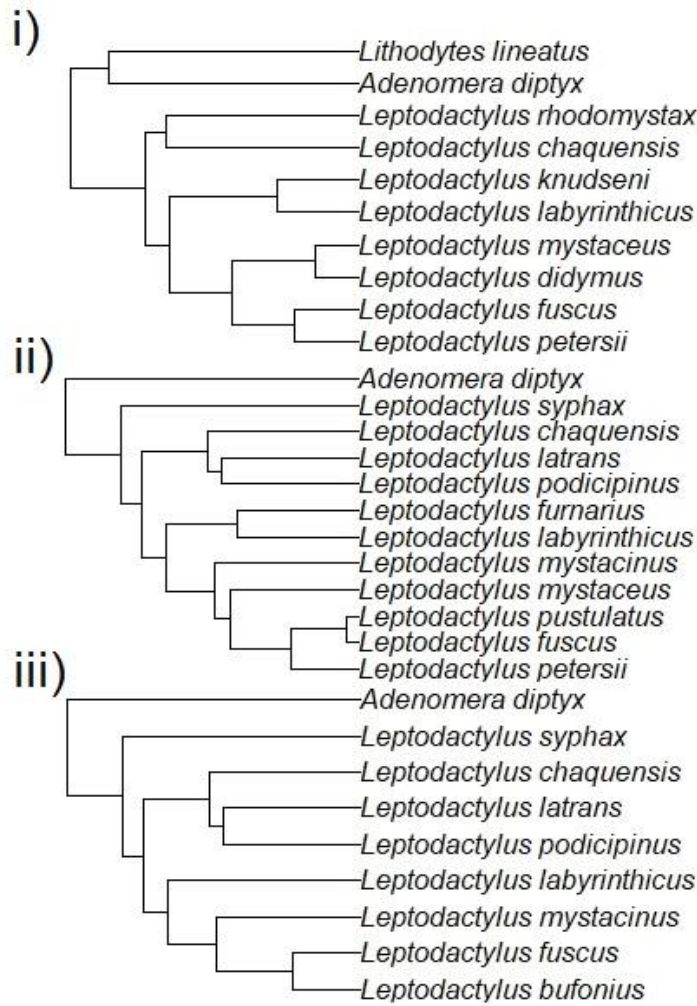 i)
Lithodytes lineatus
Adenomera diptyx
Leptodactylus rhodomystax
Leptodactylus chaquensis
Leptodactylus knudseni
Leptodactylus labyrinthicus
Leptodactylus mystaceus
Leptodactylus didymus
Leptodactylus fuscus
Leptodactylus petersii
ii)
Adenomera diptyx
Leptodactylus syphax
Leptodactylus chaquensis
Leptodactylus latrans
Leptodactylus podicipinus
Leptodactylus furnarius
Leptodactylus labyrinthicus
Leptodactylus mystacinus
Leptodactylus mystaceus
Leptodactylus pustulatus
Leptodactylus fuscus
Leptodactylus petersii
iii)
Adenomera diptyx
Leptodactylus syphax
Leptodactylus chaquensis
Leptodactylus latrans
Leptodactylus podicipinus
Leptodactylus labyrinthicus
Leptodactylus mystacinus
Leptodactylus fuscus
Leptodactylus bufonius